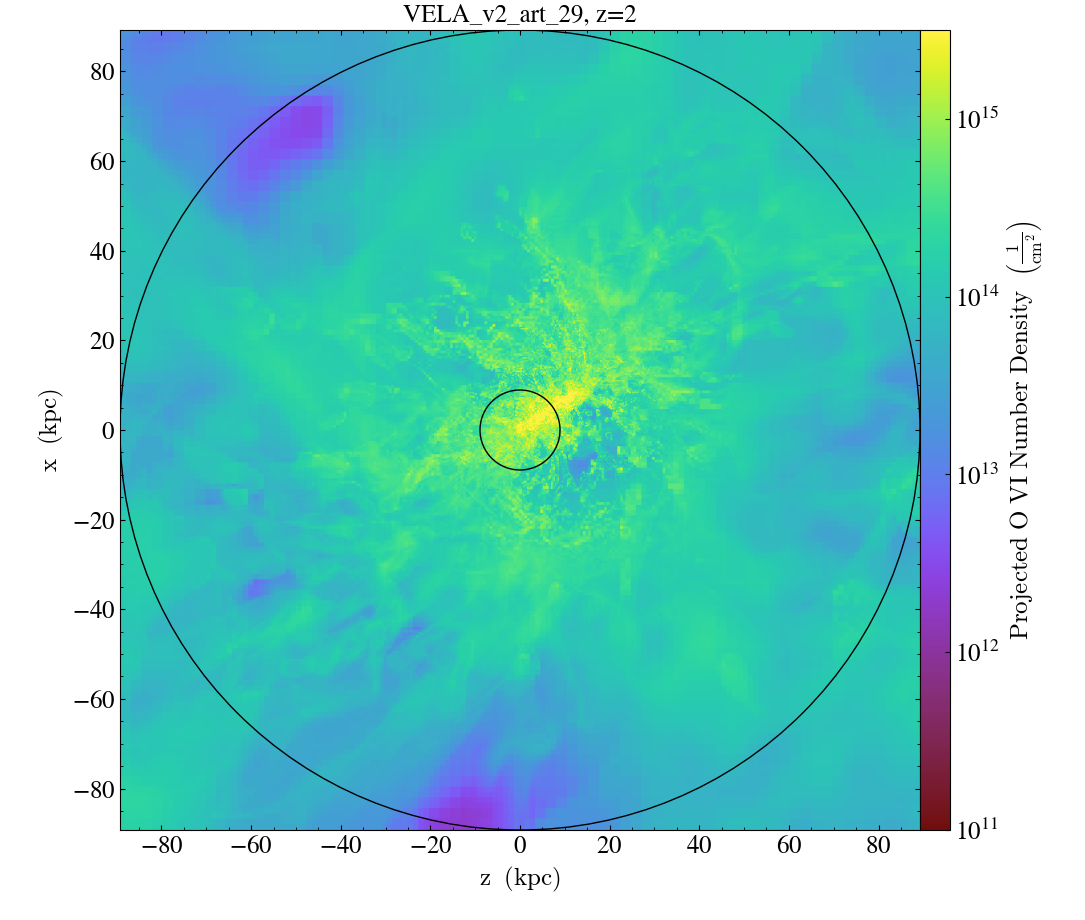 VELA_v2_art_29, z=2
80
60
40
20
0
−20
−40
−60
−80
x (kpc)
−80 −60 −40 −20 0 20 40 60 80
z (kpc)
10^15
10^14
10^13
10^12
10^11
Projected O VI Number Density (1/cm^2)